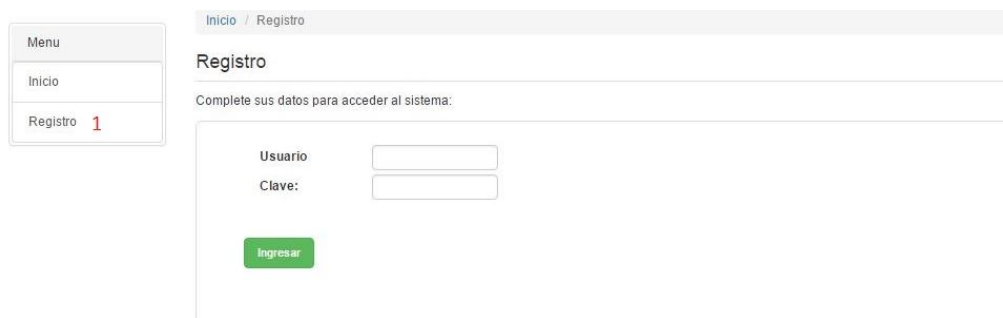 Menu
Inicio
Registro 1
Inicio / Registro
Registro
Complete sus datos para acceder al sistema:
Usuario
Clave:
Ingresar